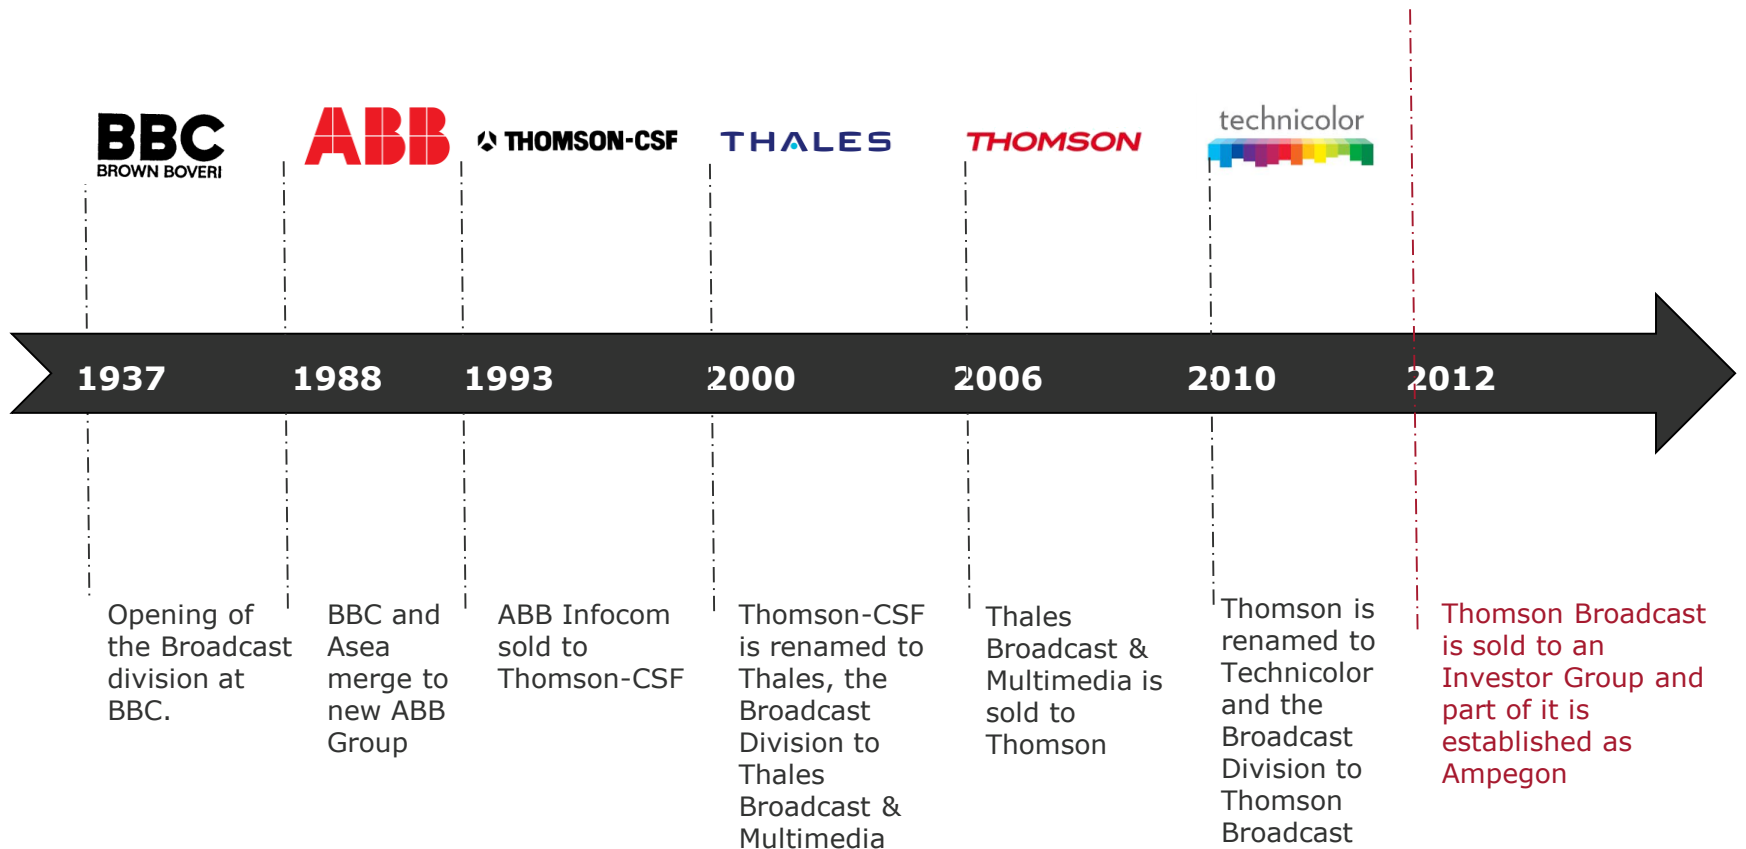 BBC
BROWN BOVERI
ABB
THOMSON-CSF
THALES
THOMSON
technicolor
1937
1988
1993
2000
2006
2010
2012
Opening of
the Broadcast
division at
BBC.
BBC and
Asea
merge to
new ABB
Group
ABB Infocom
sold to
Thomson-CSF
Thomson-CSF
is renamed to
Thales, the
Broadcast
Division to
Thales
Broadcast &
Multimedia
Thales
Broadcast &
Multimedia is
sold to
Thomson
Thomson is
renamed to
Technicolor
and the
Broadcast
Division to
Thomson
Broadcast
Thomson Broadcast
is sold to an
Investor Group and
part of it is
established as
Ampegon